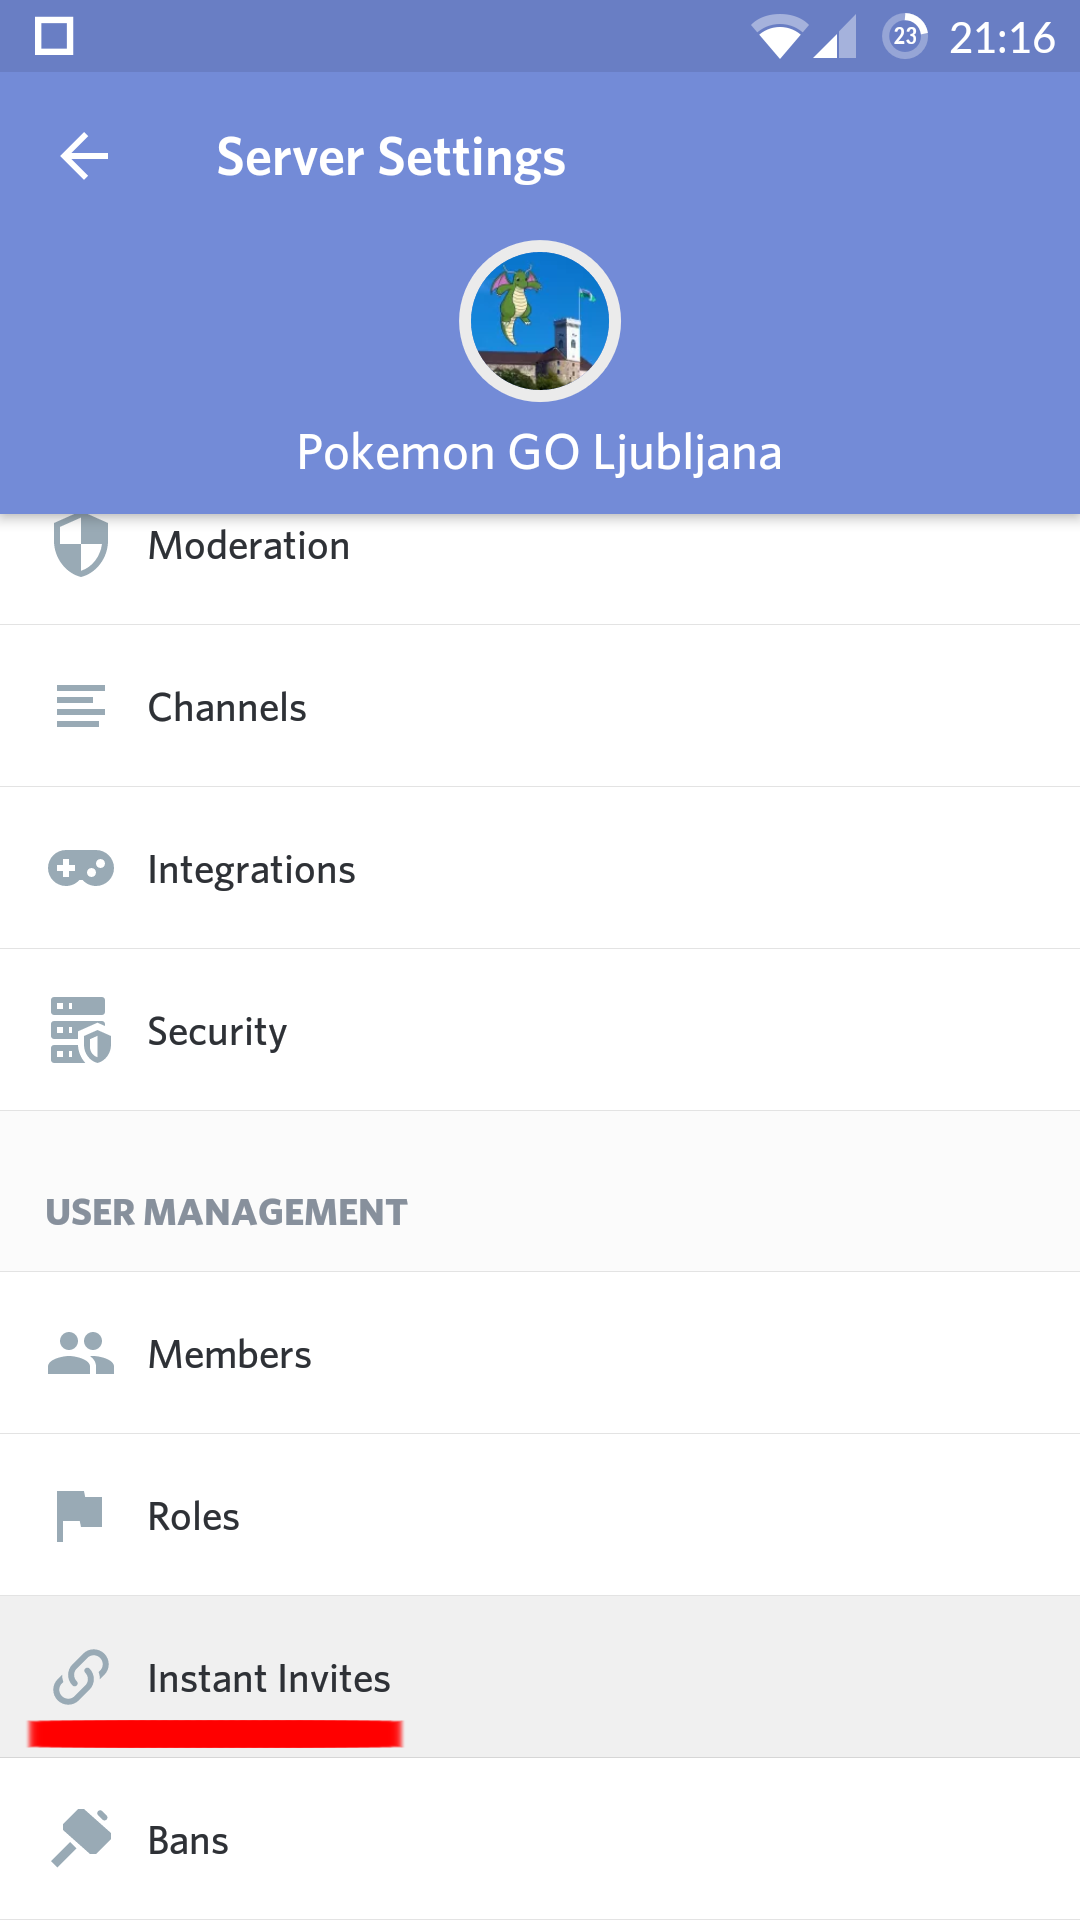 23 21:16
Server Settings
Pokemon GO Ljubljana
Moderation
Channels
Integrations
Security
USER MANAGEMENT
Members
Roles
Instant Invites
Bans